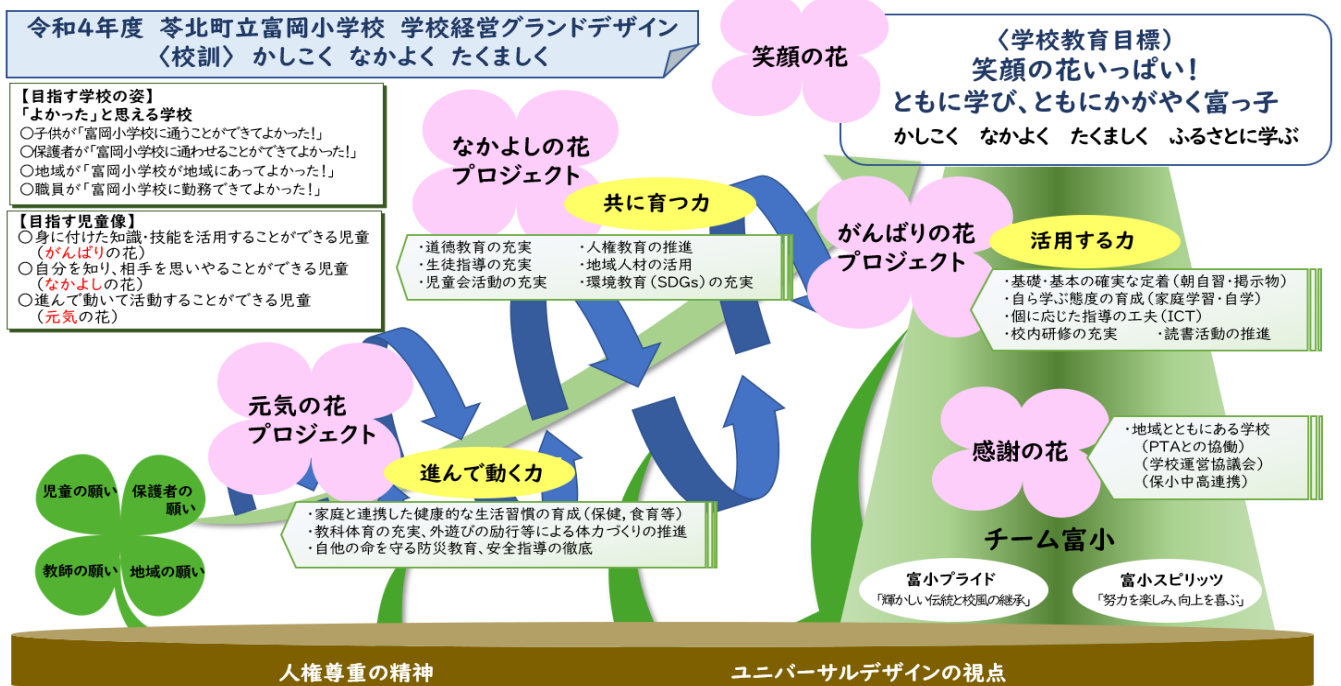 令和4年度 苓北町立富岡小学校 学校経営グランドデザイン
〈校訓〉 かしこく なかよく たくましく
【目指す学校の姿】
「よかった」と思える学校
○子供が「富岡小学校に通うことができてよかった!」
○保護者が「富岡小学校に通わせることができてよかった!」
○地域が「富岡小学校が地域にあってよかった!」
○職員が「富岡小学校に勤務できてよかった!」
【目指す児童像】
○身に付けた知識・技能を活用することができる児童
(がんばりの花)
○自分を知り、相手を思いやることができる児童
(なかよしの花)
○進んで動いて活動することができる児童
(元気の花)
笑顔の花
〈学校教育目標〉
笑顔の花いっぱい!
ともに学び、ともにかがやく富っ子
かしこく なかよく たくましく ふるさとに学ぶ
なかよしの花
プロジェクト
共に育つ力
・道徳教育の充実 ・人権教育の推進
・生徒指導の充実 ・地域人材の活用
・児童会活動の充実 ・環境教育(SDGs)の充実
がんばりの花
プロジェクト
活用する力
・基礎・基本の確実な定着(朝自習・掲示物)
・自ら学ぶ態度の育成(家庭学習・自学)
・個に応じた指導の工夫(ICT)
・校内研修の充実 ・読書活動の推進
元気の花
プロジェクト
進んで動く力
・家庭と連携した健康的な生活習慣の育成(保健,食育等)
・教科体育の充実、外遊びの励行等による体力づくりの推進
・自他の命を守る防災教育、安全指導の徹底
感謝の花
・地域とともにある学校
(PTAとの協働)
(学校運営協議会)
(保小中高連携)
児童の願い
保護者の
願い
教師の願い
地域の願い
チーム富小
富小プライド
「輝かしい伝統と校風の継承」
富小スピリッツ
「努力を楽しみ、向上を喜ぶ」
人権尊重の精神
ユニバーサルデザインの視点